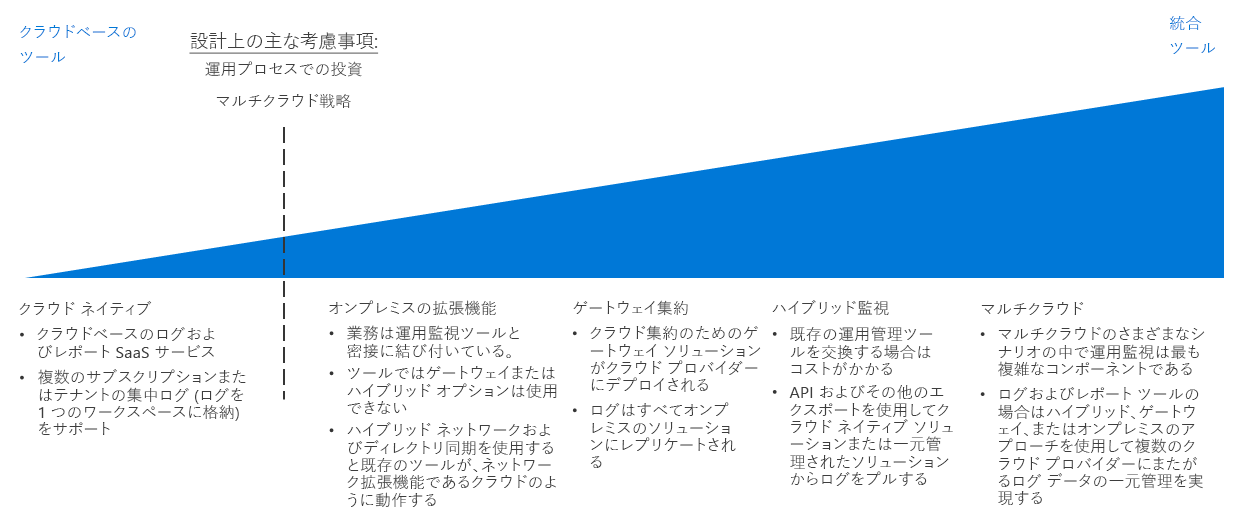 クラウドベースの
ツール
設計上の主な考慮事項:
運用プロセスでの投資
マルチクラウド戦略
統合
ツール
クラウド ネイティブ
• クラウドベースのログおよ
びレポート SaaS サービス
• 複数のサブスクリプションまた
はテナントの集中ログ (ログを
1 つのワークスペースに格納)
をサポート
オンプレミスの拡張機能
• 業務は運用監視ツールと
密接に結び付いている。
• ツールではゲートウェイまたは
ハイブリッド オプションは使用
できない
• ハイブリッド ネットワークおよ
びディレクトリ同期を使用する
と既存のツールが、ネットワー
ク拡張機能であるクラウドのよ
うに動作する
ゲートウェイ集約
• クラウド集約のためのゲ
ートウェイ ソリューション
がクラウド プロバイダー
にデプロイされる
• ログはすべてオンプ
レミスのソリューショ
ンにレプリケートされ
る
ハイブリッド監視
• 既存の運用管理ツー
ルを交換する場合は
コストがかかる
• API およびその他のエ
クスポートを使用してク
ラウド ネイティブ ソリュ
ーションまたは一元管
理されたソリューション
からログをプルする
マルチクラウド
• マルチクラウドのさまざまなシ
ナリオの中で運用監視は最も
複雑なコンポーネントである
• ログおよびレポート ツールの
場合はハイブリッド、ゲートウ
ェイ、またはオンプレミスのア
プローチを使用して複数のク
ラウド プロバイダーにまたが
るログ データの一元管理を実
現する